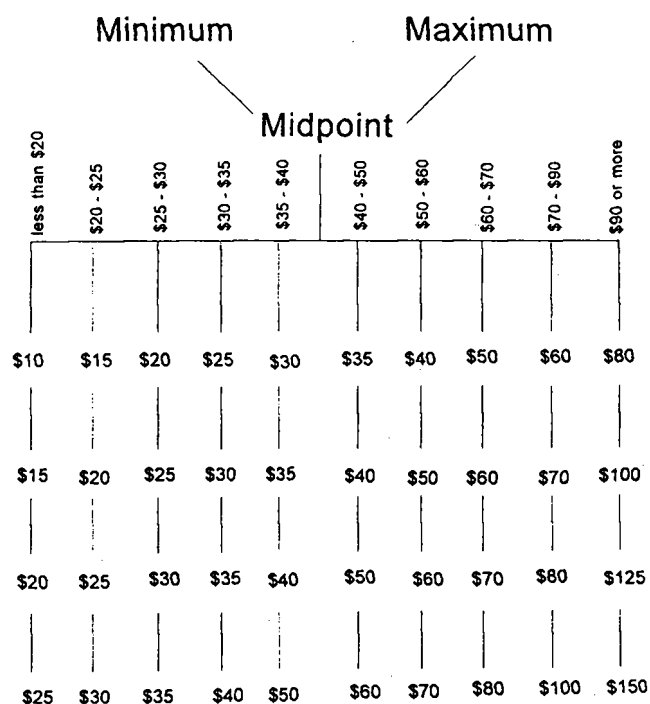 Minimum Maximum
Midpoint
less than $20 $20 - $25 $25 - $30 $30 - $35 $35 - $40 $40 - $50 $50 - $60 $60 - $70 $70 - $90 $90 or more
$10 $15 $20 $25 $30 $35 $40 $50 $60 $80
$15 $20 $25 $30 $35 $40 $50 $60 $70 $100
$20 $25 $30 $35 $40 $50 $60 $70 $80 $125
$25 $30 $35 $40 $50 $60 $70 $80 $100 $150